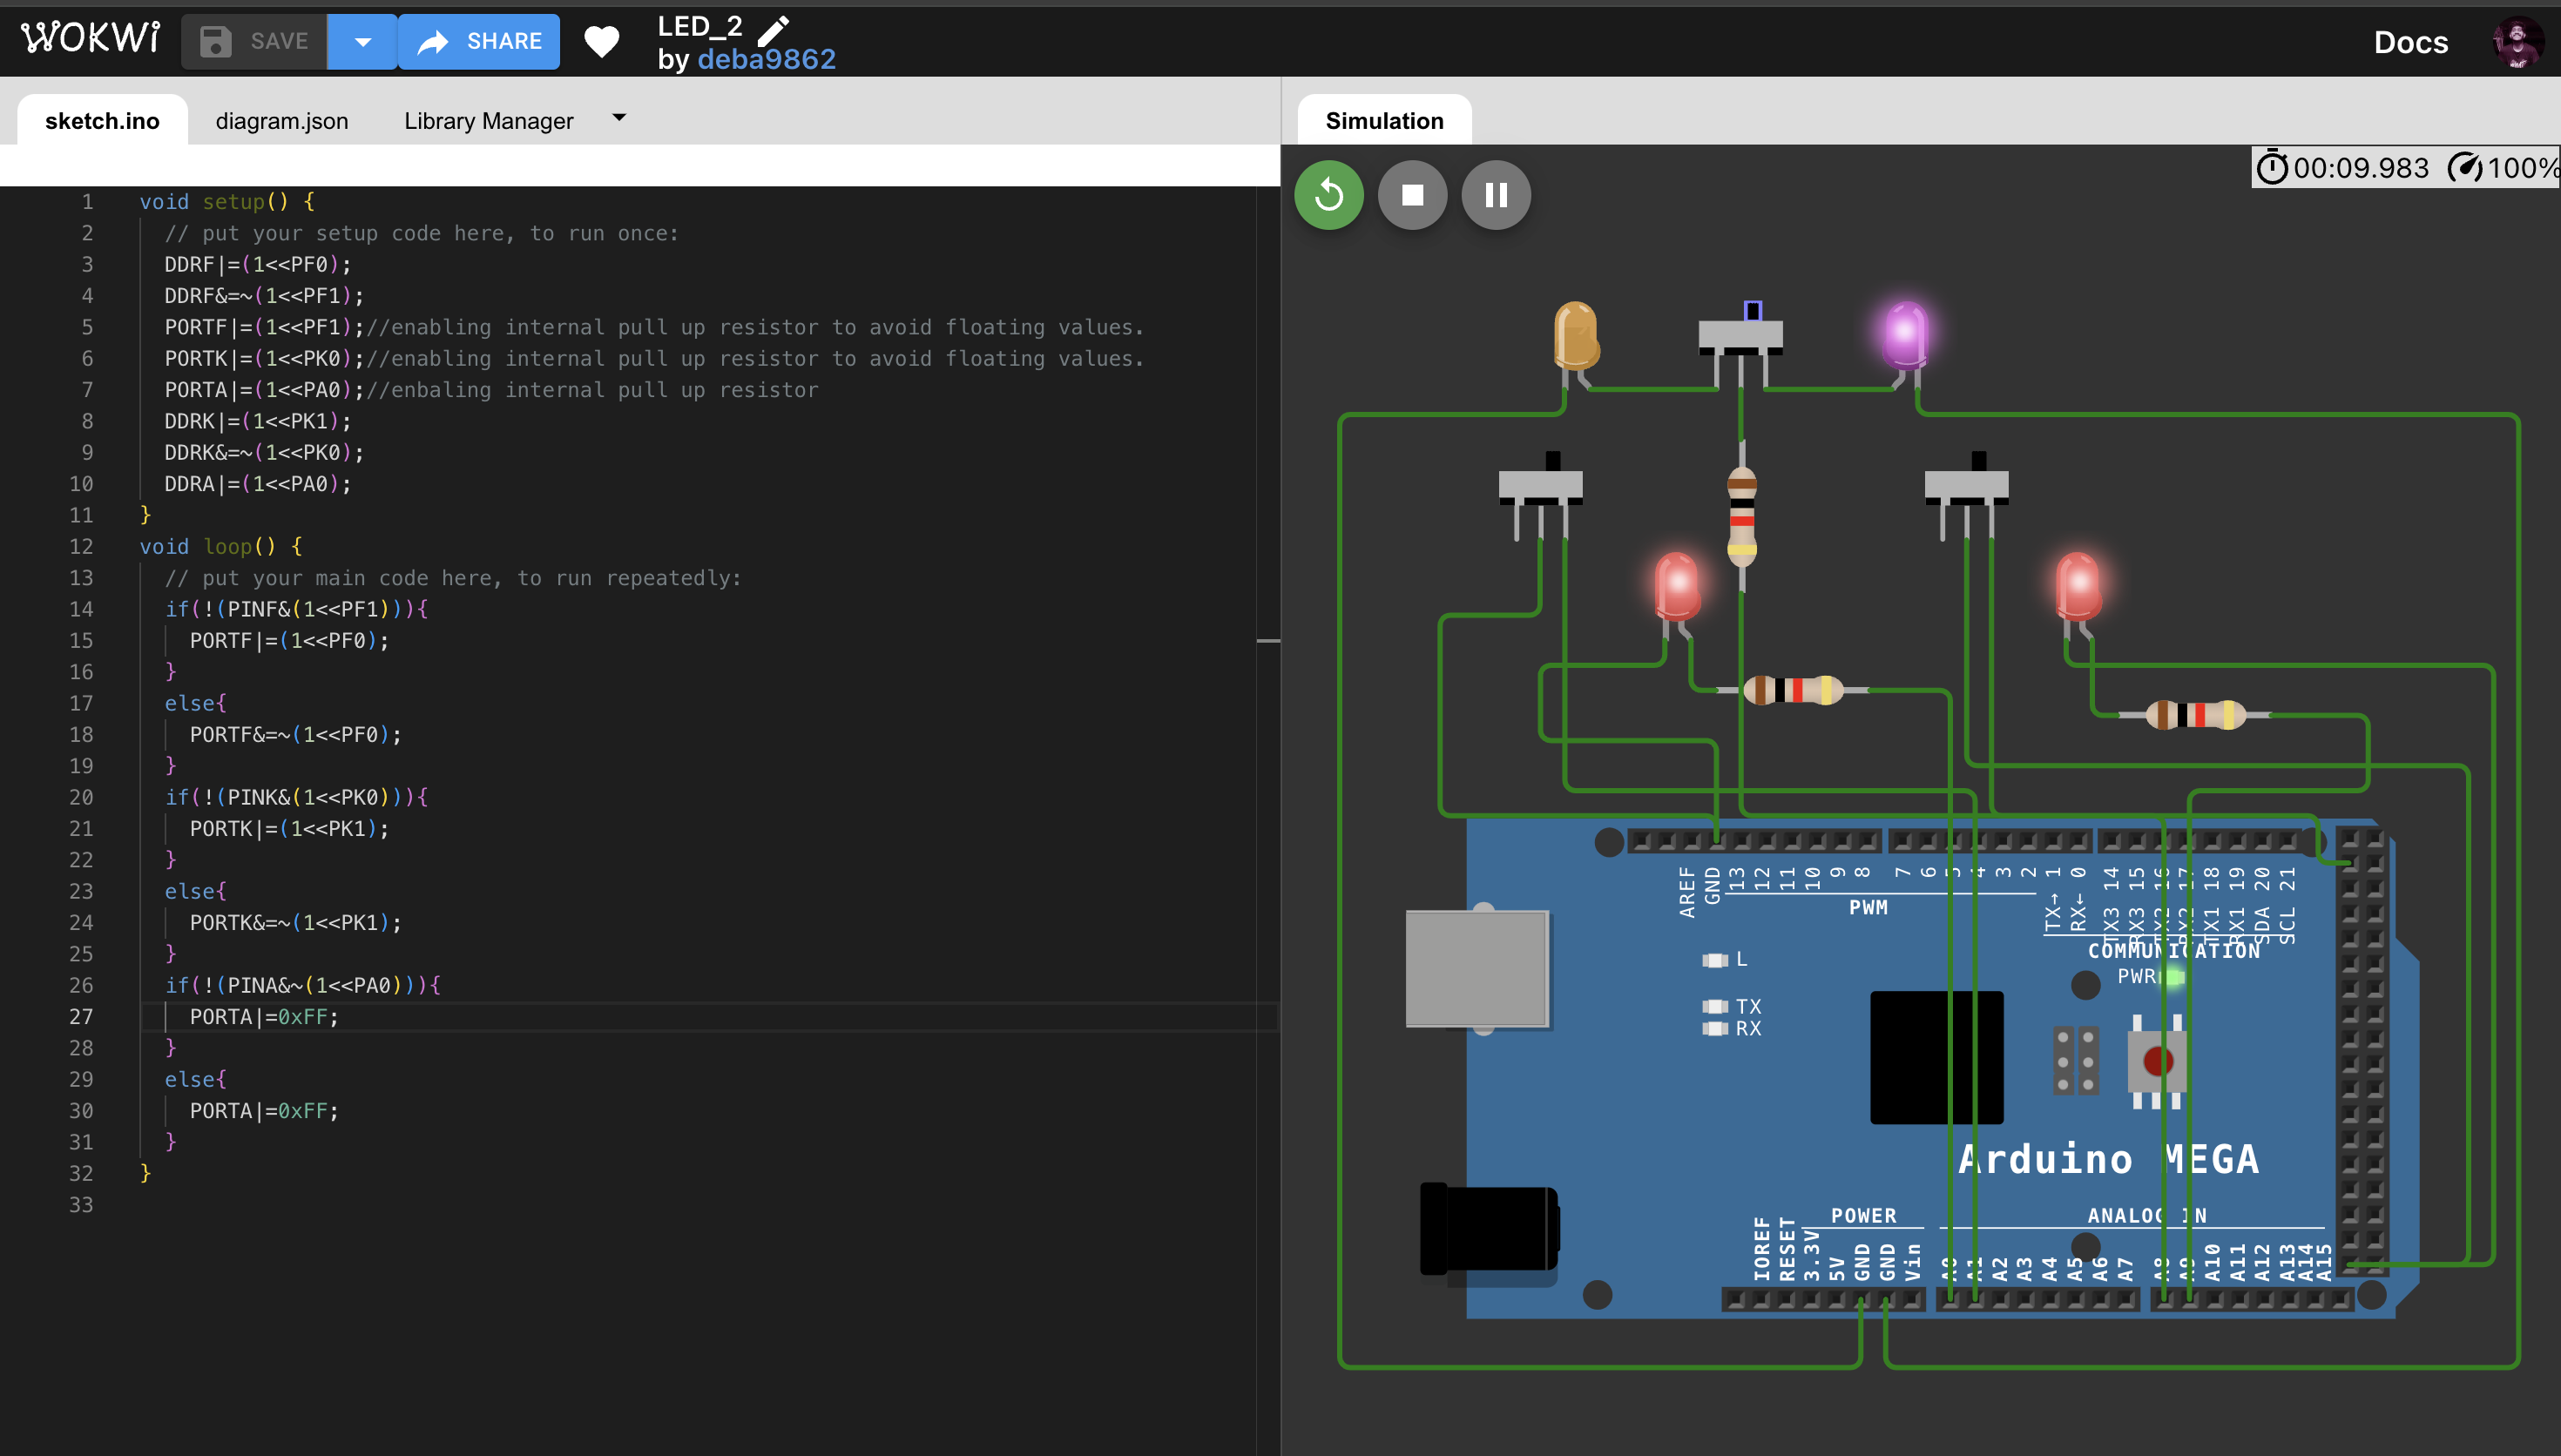 WOKWi SAVE SHARE LED_2 Docs
by deba9862
sketch.ino diagram.json Library Manager Simulation
00:09.983 100%
1 void setup() {
2 // put your setup code here, to run once:
3 DDRF|=(1<<PF0);
4 DDRF&=~(1<<PF1);
5 PORTF|=(1<<PF1);//enabling internal pull up resistor to avoid floating values.
6 PORTK|=(1<<PK0);//enabling internal pull up resistor to avoid floating values.
7 PORTA|=(1<<PA0);//enbaling internal pull up resistor
8 DDRK|=(1<<PK1);
9 DDRK&=~(1<<PK0);
10 DDRA|=(1<<PA0);
11 }
12 void loop() {
13 // put your main code here, to run repeatedly:
14 if(!(PINF&(1<<PF1))){
15 PORTF|=(1<<PF0);
16 }
17 else{
18 PORTF&=~(1<<PF0);
19 }
20 if(!(PINK&(1<<PK0))){
21 PORTK|=(1<<PK1);
22 }
23 else{
24 PORTK&=~(1<<PK1);
25 }
26 if(!(PINA&~(1<<PA0))){
27 PORTA|=0xFF;
28 }
29 else{
30 PORTA|=0xFF;
31 }
32 }
33
AREF GND 13 12 11 10 9 8 7 6 5 4 3 2 TX→ 1 RX← 0 TX3 14 RX3 15 TX2 16 RX2 17 TX1 18 RX1 19 SDA 20 SCL 21
PWM
COMMUNICATION
L
PWR
TX
RX
Arduino MEGA
POWER ANALOG IN
IOREF RESET 3.3V 5V GND GND Vin A0 A1 A2 A3 A4 A5 A6 A7 A8 A9 A10 A11 A12 A13 A14 A15